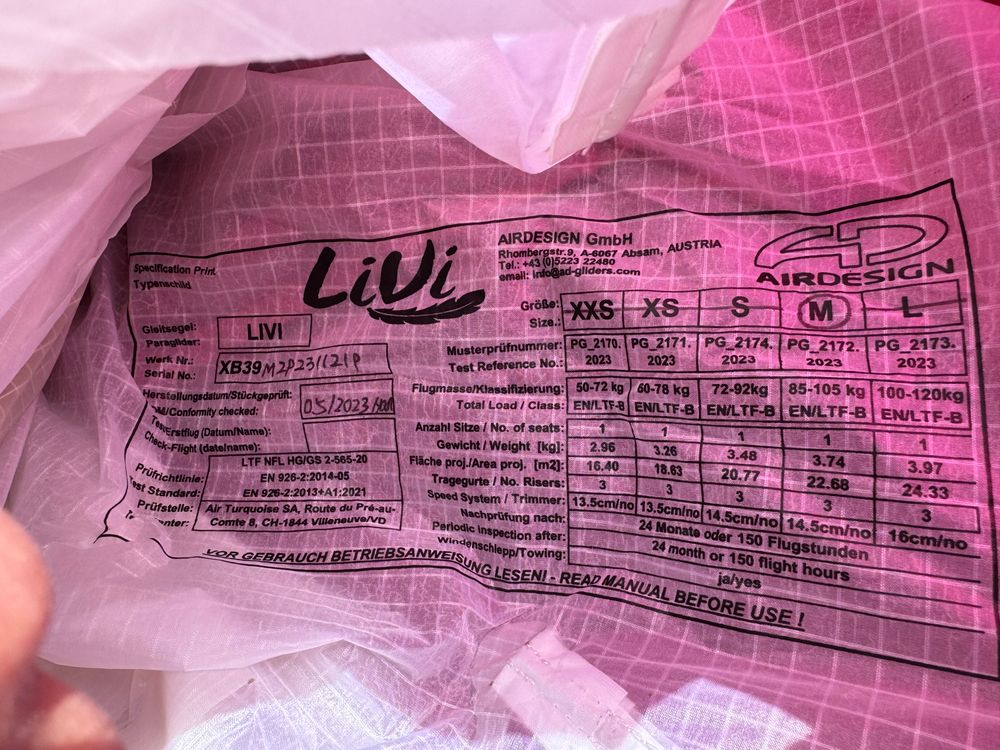 Specification Print
Typenschild
LiVi
AIRDESIGN GmbH
Rhombergstr.9, A-6067 Absam, AUSTRIA
Tel.: +43 (0)5223 22480
email: info@ad-gliders.com
AIRDESIGN
Gleitsegel:
Paraglider:
LIVI
Werk Nr.:
Serial No.:
XB39
Herstellungsdatum/Stückgeprüft:
/Conformity checked:
05/2023
Erstflug (Datum/Name):
Check-Flight (date/name):
Prüfrichtlinie:
Test Standard:
LTF NFL HG/GS 2-565-20
EN 926-2:2014-05
EN 926-2:2013+A1:2021
Prüfstelle:
Air Turquoise SA, Route du Pré-au-
Comte 8, CH-1844 Villeneuve/VD
Größe: Size.: XXS XS S M L
Musterprüfnummer: PG_2170. PG_2171. PG_2174. PG_2172. PG_2173.
Test Reference No.: 2023 2023 2023 2023 2023
Flugmasse/Klassifizierung: 50-72 kg 60-78 kg 72-92kg 85-105 kg 100-120kg
Total Load / Class: EN/LTF-B EN/LTF-B EN/LTF-B EN/LTF-B EN/LTF-B
Anzahl Sitze / No. of seats: 1 1 1 1 1
Gewicht / Weight [kg]: 2.96 3.26 3.48 3.74 3.97
Fläche proj./Area proj. [m2]: 16.40 18.63 20.77 22.68 24.33
Tragegurte / No. Risers: 3 3 3 3 3
Speed System / Trimmer: 13.5cm/no 13.5cm/no 14.5cm/no 14.5cm/no 16cm/no
Nachprüfung nach: 24 Monate oder 150 Flugstunden
Periodic Inspection after: 24 month or 150 flight hours
Windenschlepp/Towing: ja/yes
VOR GEBRAUCH BETRIEBSANWEISUNG LESEN! - READ MANUAL BEFORE USE !